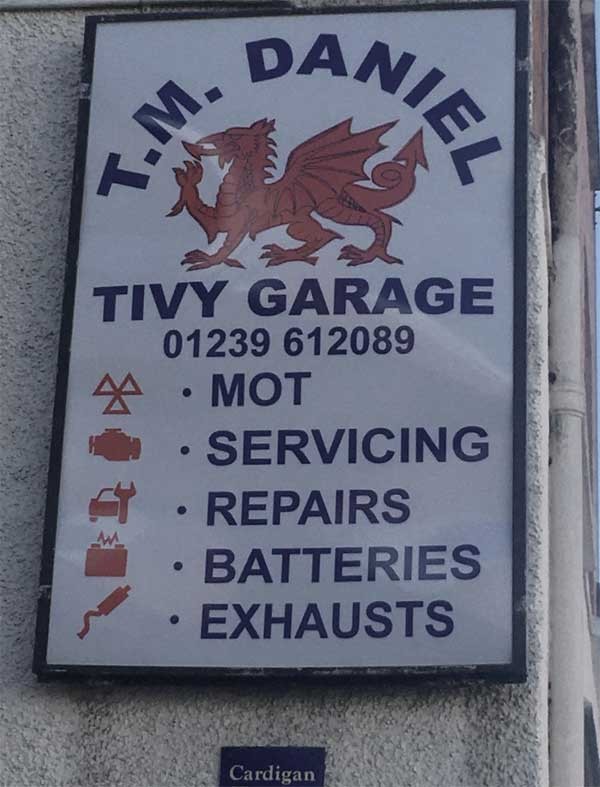 T.M. DANIEL
TIVY GARAGE
01239 612089
• MOT
• SERVICING
• REPAIRS
• BATTERIES
• EXHAUSTS
Cardigan